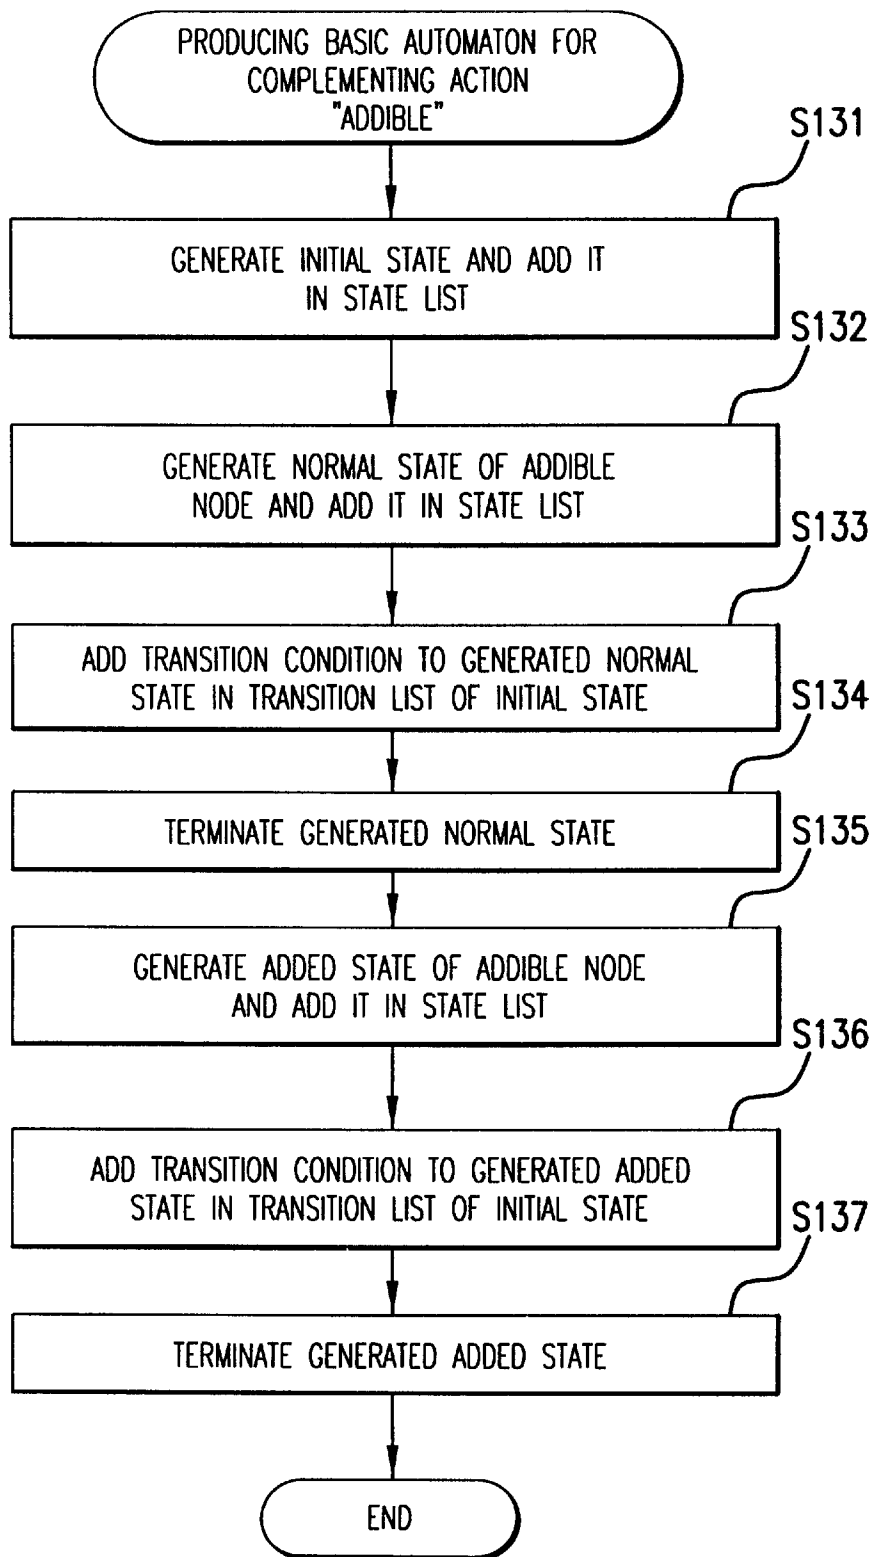 PRODUCING BASIC AUTOMATON FOR
COMPLEMENTING ACTION
"ADDIBLE"
S131
GENERATE INITIAL STATE AND ADD IT
IN STATE LIST
S132
GENERATE NORMAL STATE OF ADDIBLE
NODE AND ADD IT IN STATE LIST
S133
ADD TRANSITION CONDITION TO GENERATED NORMAL
STATE IN TRANSITION LIST OF INITIAL STATE
S134
TERMINATE GENERATED NORMAL STATE
S135
GENERATE ADDED STATE OF ADDIBLE NODE
AND ADD IT IN STATE LIST
S136
ADD TRANSITION CONDITION TO GENERATED ADDED
STATE IN TRANSITION LIST OF INITIAL STATE
S137
TERMINATE GENERATED ADDED STATE
END